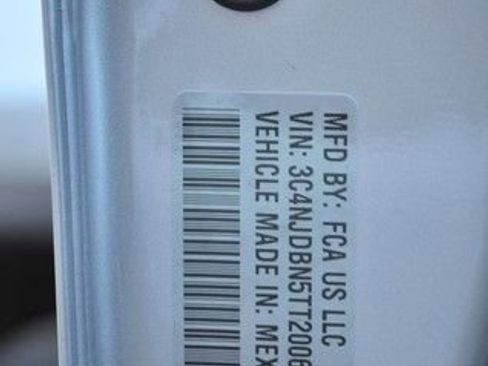 MFD BY: FCA US LLC
VIN: 3C4NJDBN5TT2006
VEHICLE MADE IN: MEX